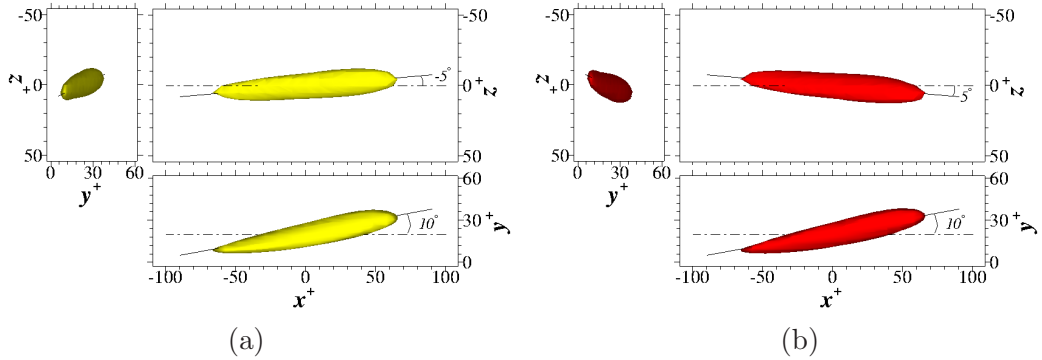 -50 -50 -50 -50
z+ 0 -5° 0 z+ z+ 0 5° 0 z+
50 50 50 50
0 30 60 60 0 30 60 60
y+ 10° 30 y+ y+ 10° 30 y+
0 0
-100 -50 0 50 100 -100 -50 0 50 100
x+ x+
(a) (b)